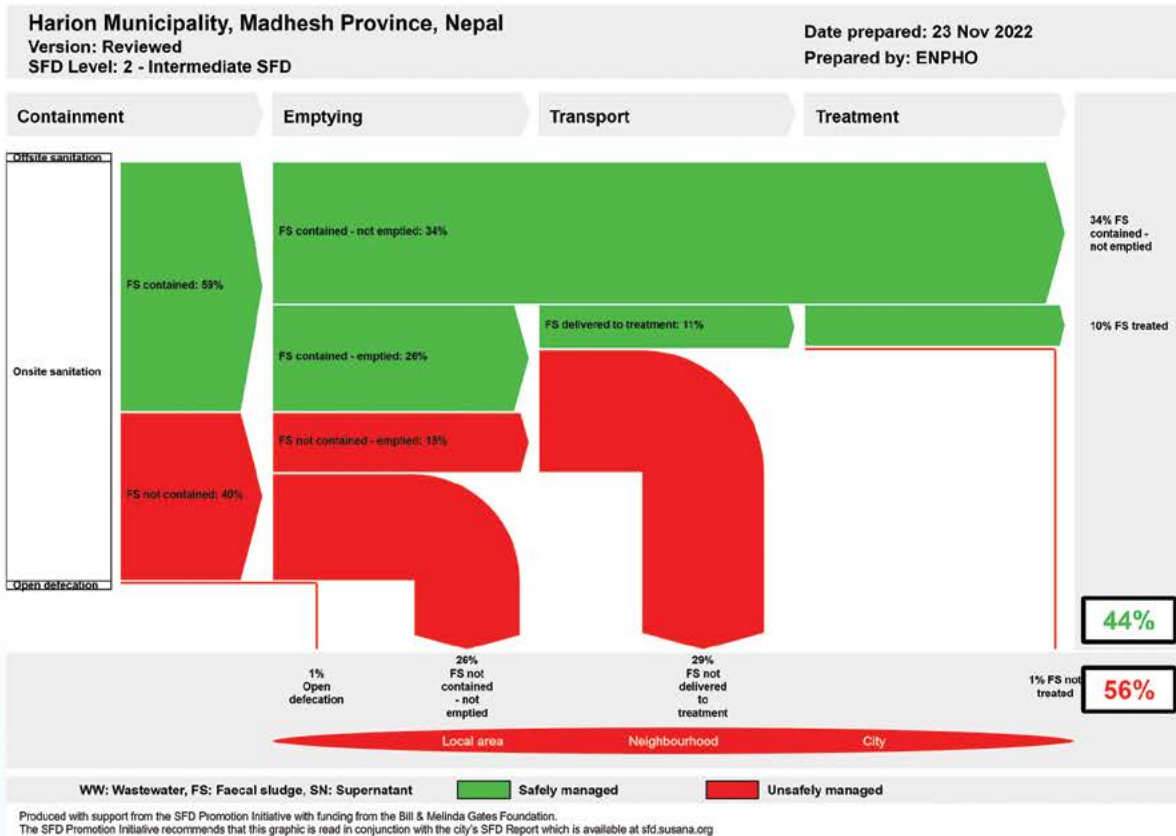 Harion Municipality, Madhesh Province, Nepal
Version: Reviewed
SFD Level: 2 - Intermediate SFD
Date prepared: 23 Nov 2022
Prepared by: ENPHO
Containment
Emptying
Transport
Treatment
Offsite sanitation
Onsite sanitation
Open defecation
FS contained: 59%
FS not contained: 40%
FS contained - not emptied: 34%
FS contained - emptied: 26%
FS not contained - emptied:
FS delivered to treatment: 11%
34% FS
contained -
not emptied
10% FS treated
44%
56%
1%
Open
defecation
26%
FS not
contained
- not
emptied
29%
FS not
delivered
to
treatment
1% FS not
treated
Local area
Neighbourhood
City
WW: Wastewater, FS: Faecal sludge, SN: Supernatant
Safely managed
Unsafely managed
Produced with support from the SFD Promotion Initiative with funding from the Bill & Melinda Gates Foundation.
The SFD Promotion Initiative recommends that this graphic is read in conjunction with the city's SFD Report which is available at sfd.susana.org